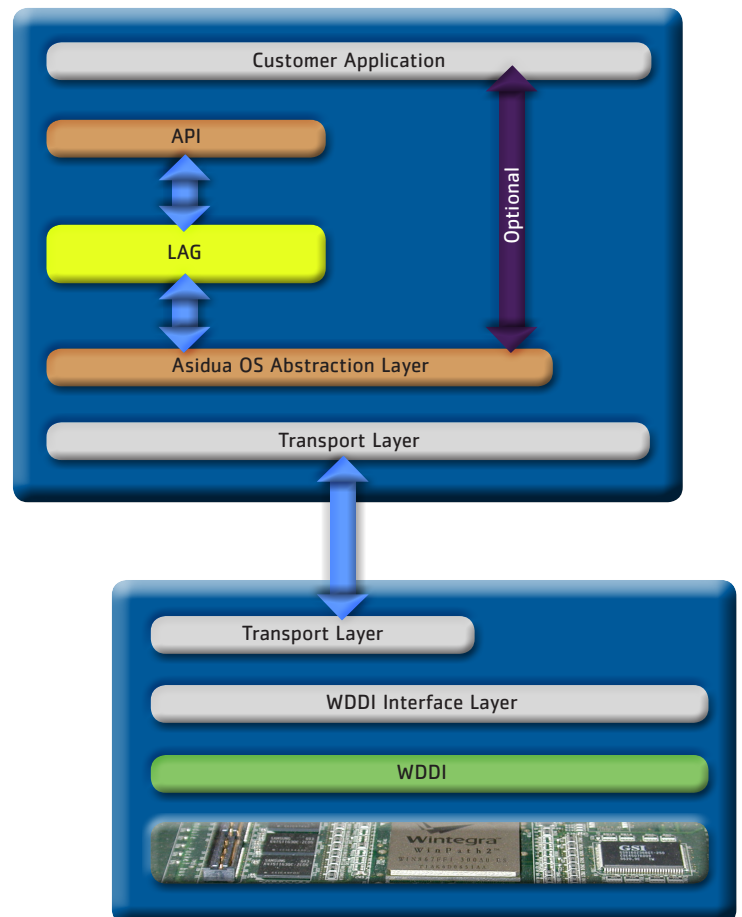 Customer Application
API
Optional
LAG
Asidua OS Abstraction Layer
Transport Layer
Transport Layer
WDDI Interface Layer
WDDI
Wintegra
WinPath2™
GSI